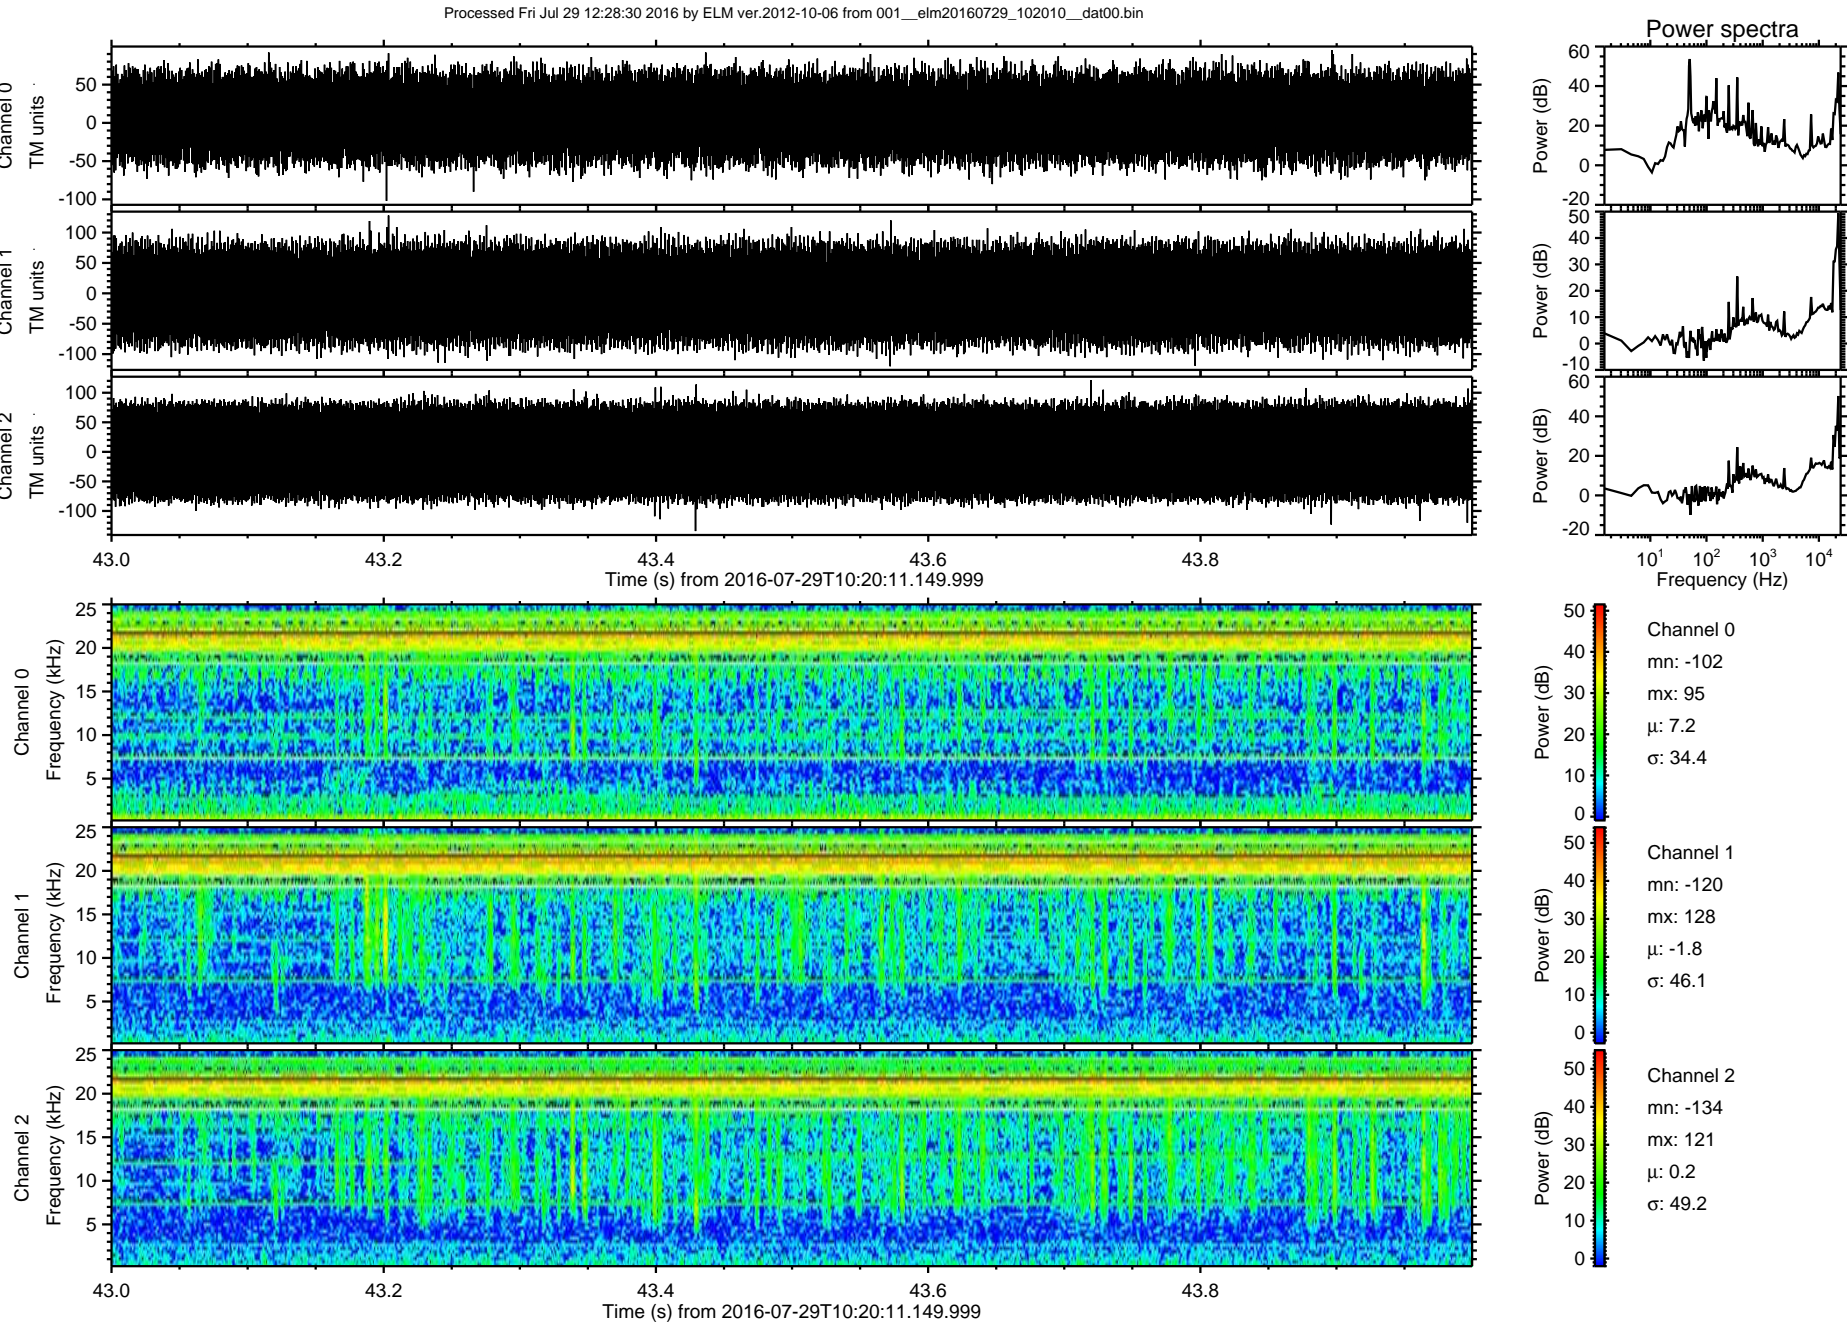 Processed Fri Jul 29 12:28:30 2016 by ELM ver.2012-10-06 from 001__elm20160729_102010__dat00.bin
Power spectra
Channel 0
TM units
50
0
-50
-100
Power (dB)
60
40
20
0
-20
Channel 1
TM units
100
50
0
-50
-100
Power (dB)
50
40
30
20
10
0
-10
Channel 2
TM units
100
50
0
-50
-100
Power (dB)
60
40
20
0
-20
43.0 43.2 43.4 43.6 43.8
Time (s) from 2016-07-29T10:20:11.149.999
10¹ 10² 10³ 10⁴
Frequency (Hz)
Channel 0
Frequency (kHz)
25
20
15
10
5
Power (dB)
50
40
30
20
10
0
Channel 0
mn: -102
mx: 95
μ: 7.2
σ: 34.4
Channel 1
Frequency (kHz)
25
20
15
10
5
Power (dB)
50
40
30
20
10
0
Channel 1
mn: -120
mx: 128
μ: -1.8
σ: 46.1
Channel 2
Frequency (kHz)
25
20
15
10
5
Power (dB)
50
40
30
20
10
0
Channel 2
mn: -134
mx: 121
μ: 0.2
σ: 49.2
43.0 43.2 43.4 43.6 43.8
Time (s) from 2016-07-29T10:20:11.149.999